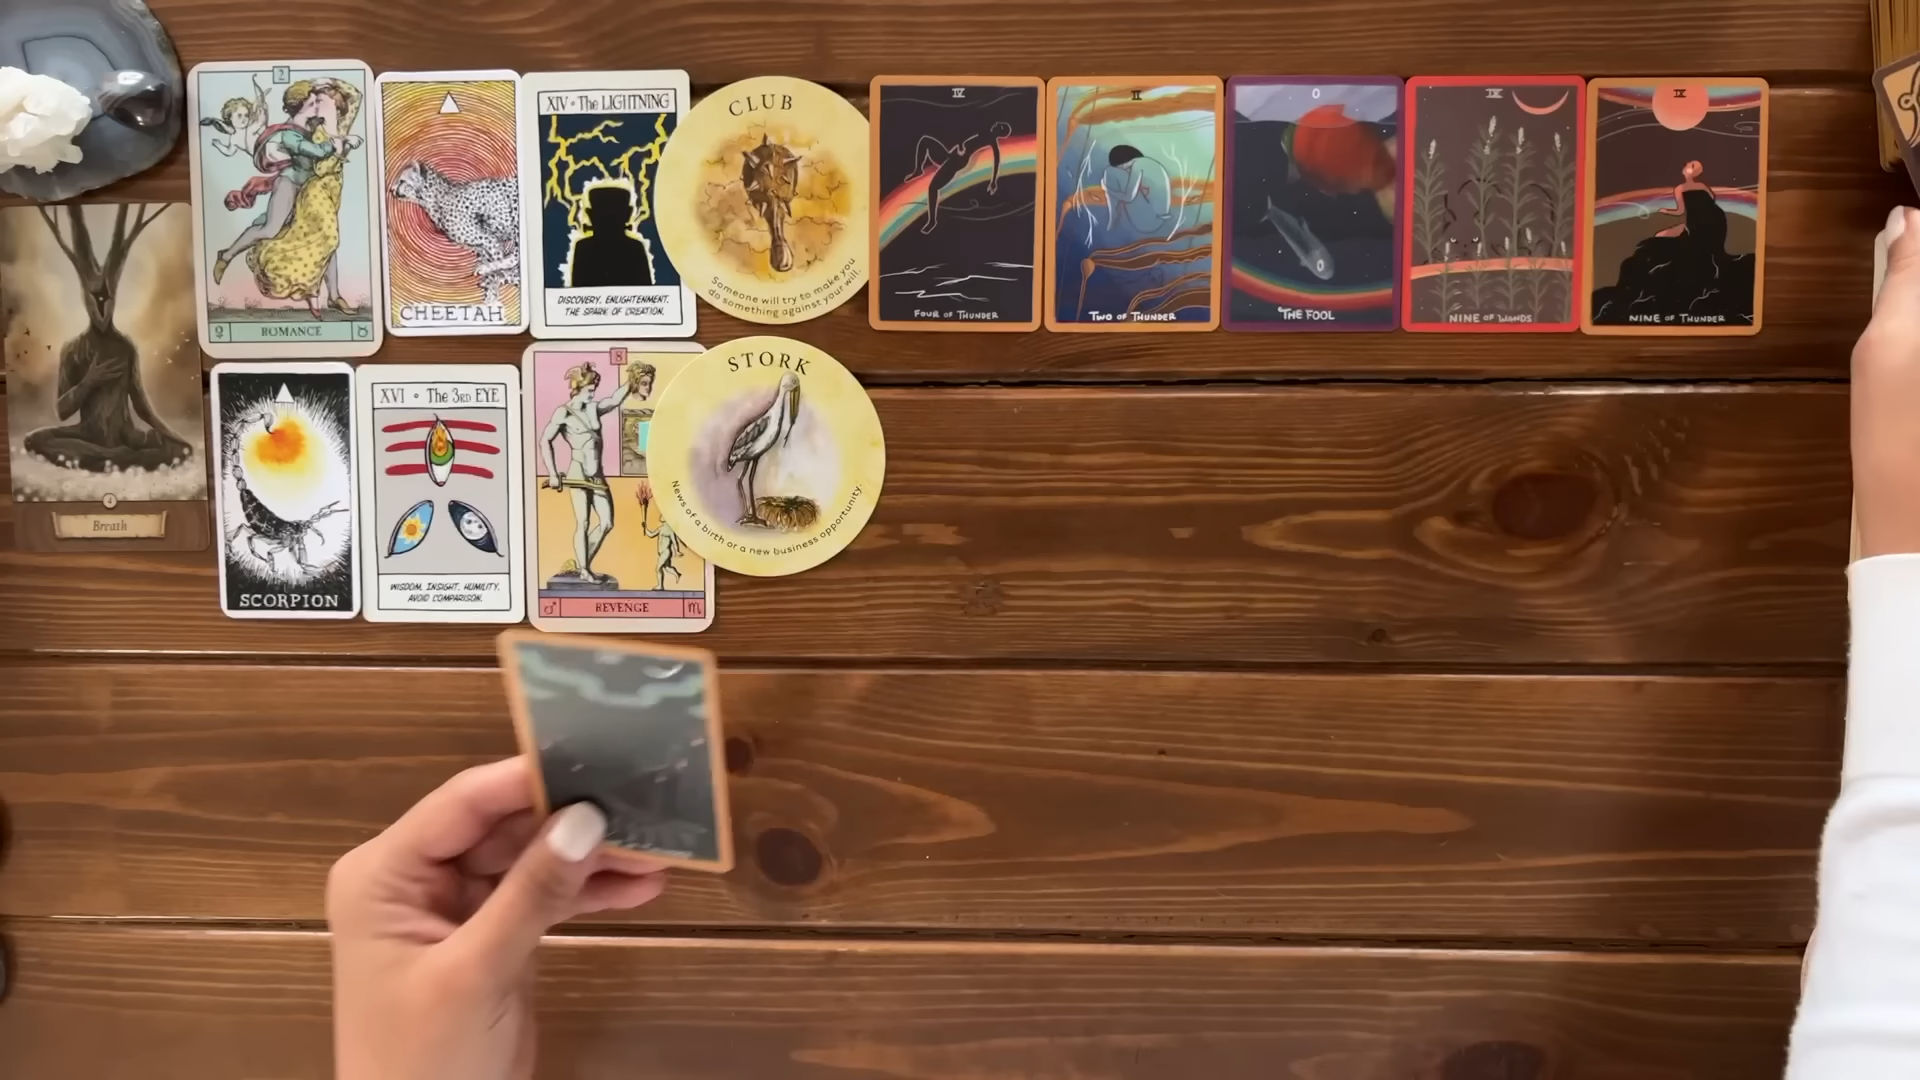 2
ROMANCE
CHEETAH
XIV • The LIGHTNING
DISCOVERY. ENLIGHTENMENT.
THE SPARK OF CREATION.
CLUB
Someone will try to make you
do something against your will.
IV
FOUR OF THUNDER
II
TWO OF THUNDER
0
0
THE FOOL
IX
NINE OF WANDS
IX
NINE OF THUNDER
4
Breath
SCORPION
XVI • The 3RD EYE
WISDOM. INSIGHT. HUMILITY.
AVOID COMPARISON.
8
REVENGE
STORK
News of a birth or a new business opportunity.